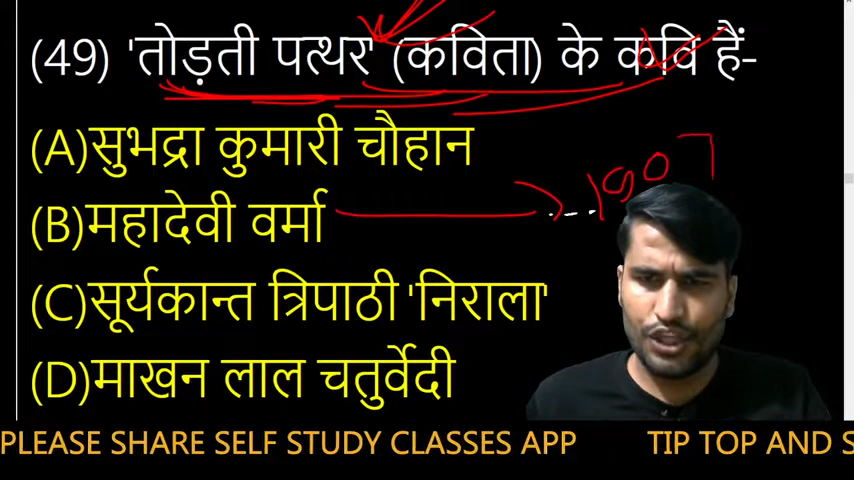 (49) 'तोड़ती पत्थर' (कविता) के कवि हैं-
(A)सुभद्रा कुमारी चौहान
(B)महादेवी वर्मा
1907
(C)सूर्यकान्त त्रिपाठी 'निराला'
(D)माखन लाल चतुर्वेदी
PLEASE SHARE SELF STUDY CLASSES APP TIP TOP AND